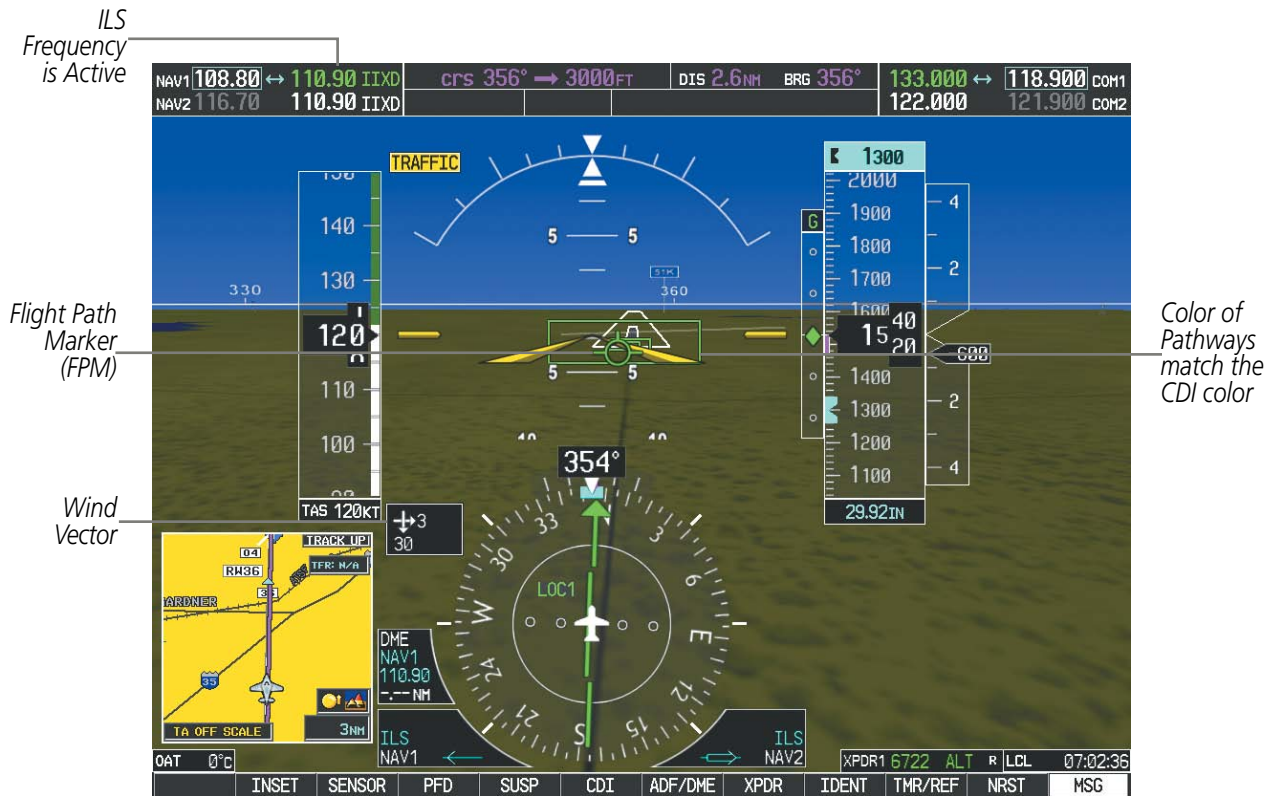 ILS
Frequency
is Active
NAV1 108.80 ↔ 110.90 IIXD
crs 356° → 3000FT
DIS 2.6NM BRG 356°
133.000 ↔ 118.900 COM1
NAV2 116.70 110.90 IIXD
122.000 121.900 COM2
TRAFFIC
1300
2000
140
5 5
G
1900
4
1800
130
330
51K
360
1700
2
Flight Path
Marker
(FPM)
120
1540
20
600
Color of
Pathways
match the
CDI color
110
5 5
1400
1300
2
100
10 10
1200
354°
1100
4
Wind
Vector
TAS 120KT
3
30
29.92IN
TRACK UP
04
RW36
TFR: N/A
36
GARDNER
35
TA OFF SCALE
3NM
33
3
30
6
LOC1
W
E
24
12
21
S
15
DME
NAV1
110.90
-.--NM
ILS
NAV1
ILS
NAV2
OAT 0°C
XPDR1 6722 ALT R LCL 07:02:36
INSET SENSOR PFD SUSP CDI ADF/DME XPDR IDENT TMR/REF NRST MSG